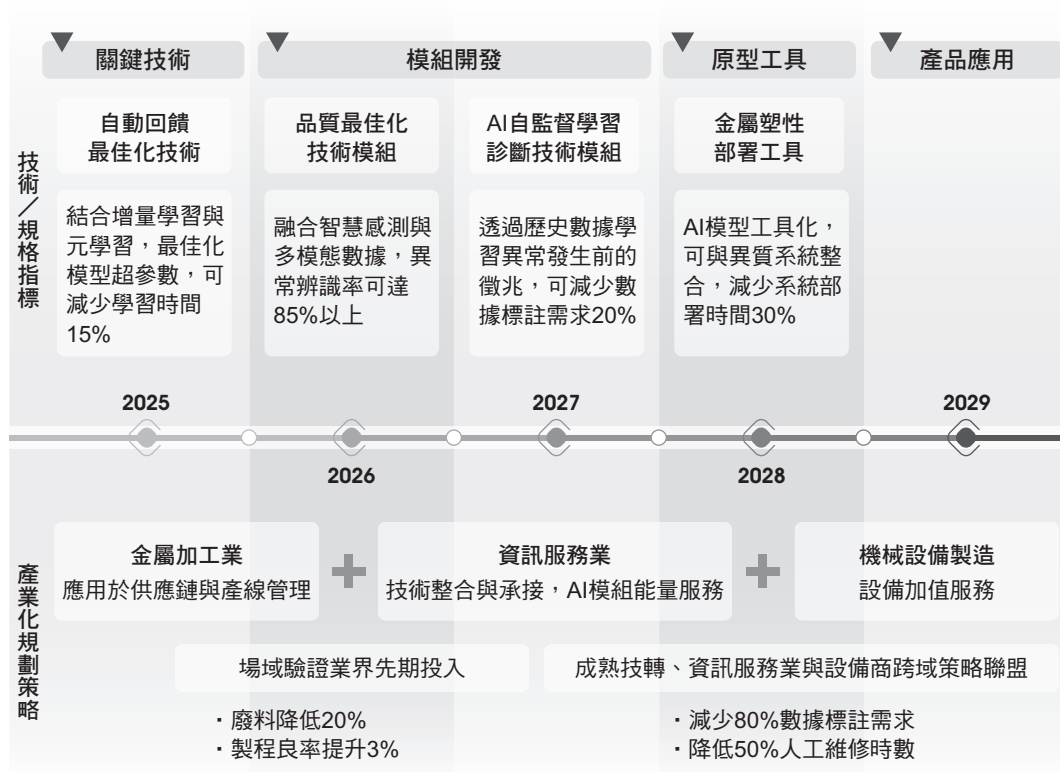 關鍵技術
模組開發
原型工具
產品應用
技術／規格指標
自動回饋
最佳化技術
品質最佳化
技術模組
AI自監督學習
診斷技術模組
金屬塑性
部署工具
結合增量學習與
元學習，最佳化
模型超參數，可
減少學習時間
15%
融合智慧感測與
多模態數據，異
常辨識率可達
85%以上
透過歷史數據學
習異常發生前的
徵兆，可減少數
據標註需求20%
AI模型工具化，
可與異質系統整
合，減少系統部
署時間30%
2025
2026
2027
2028
2029
產業化規劃策略
金屬加工業
應用於供應鏈與產線管理
資訊服務業
技術整合與承接，AI模組能量服務
機械設備製造
設備加值服務
場域驗證業界先期投入
成熟技轉、資訊服務業與設備商跨域策略聯盟
・廢料降低20%
・製程良率提升3%
・減少80%數據標註需求
・降低50%人工維修時數